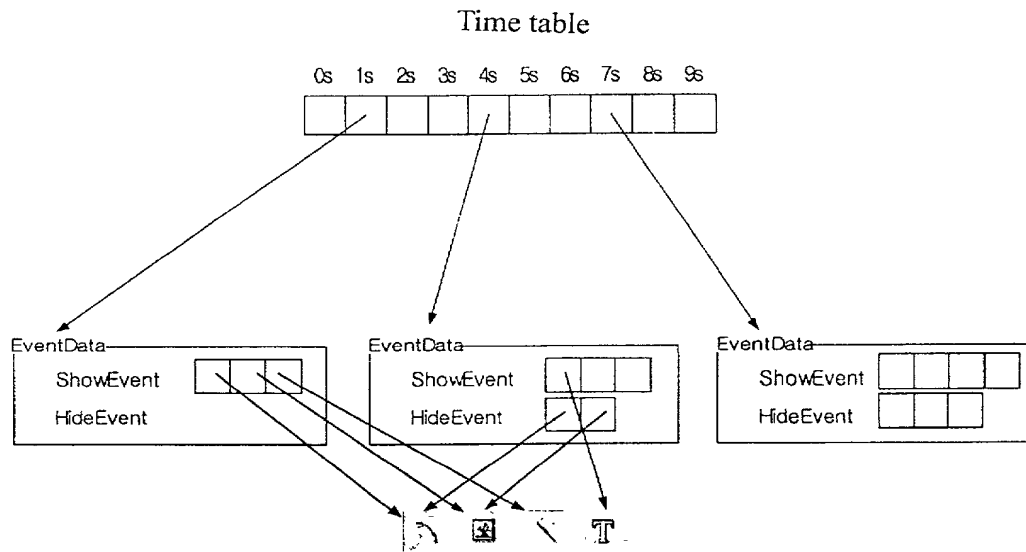 Time table
0s 1s 2s 3s 4s 5s 6s 7s 8s 9s
EventData
ShowEvent
HideEvent
EventData
ShowEvent
HideEvent
EventData
ShowEvent
HideEvent
T